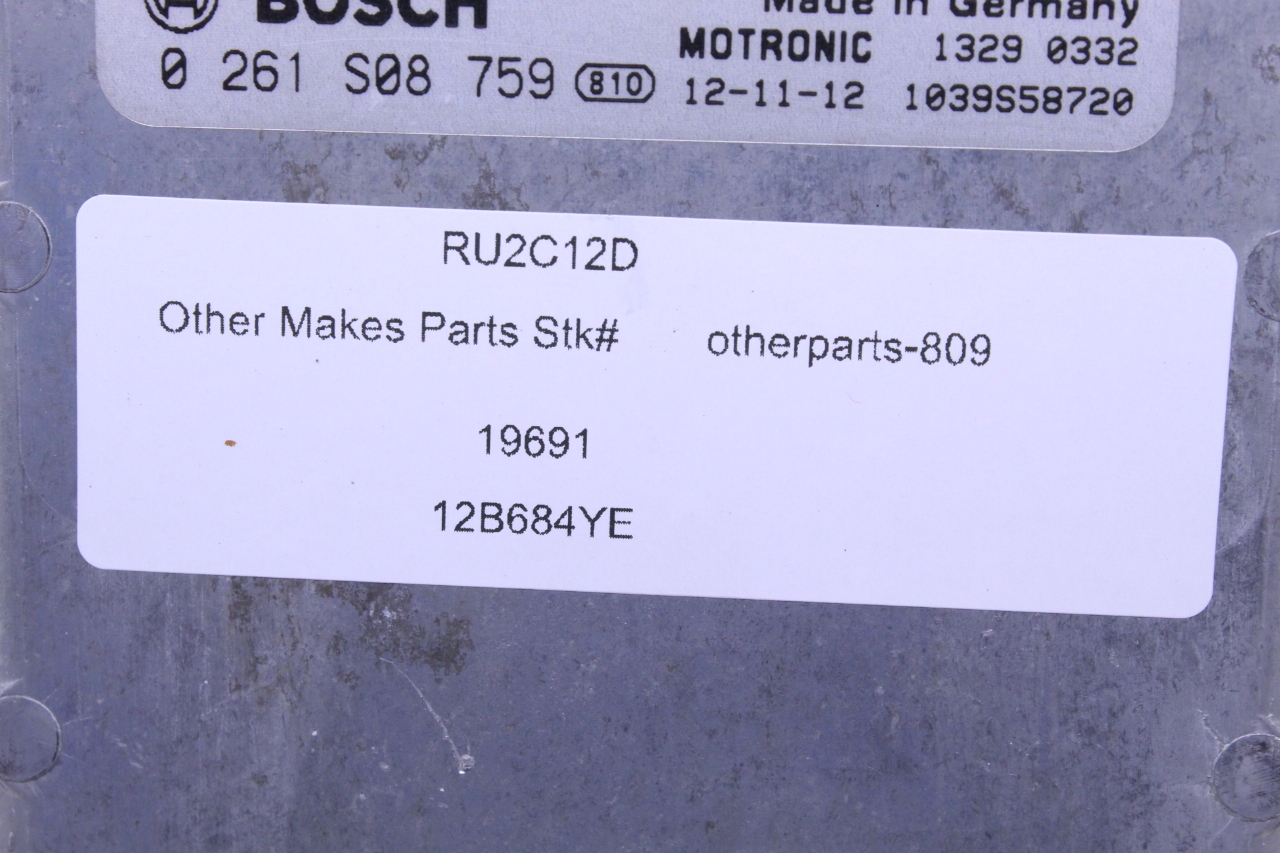 BOSCH Made in Germany
MOTRONIC 1329 0332
0 261 S08 759 810 12-11-12 1039S58720
RU2C12D
Other Makes Parts Stk# otherparts-809
19691
12B684YE